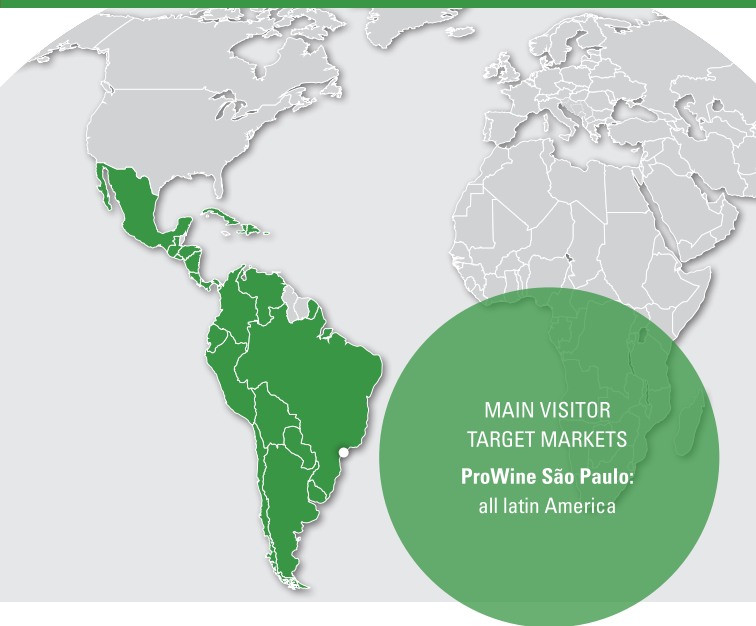 MAIN VISITOR
TARGET MARKETS
ProWine São Paulo:
all latin America